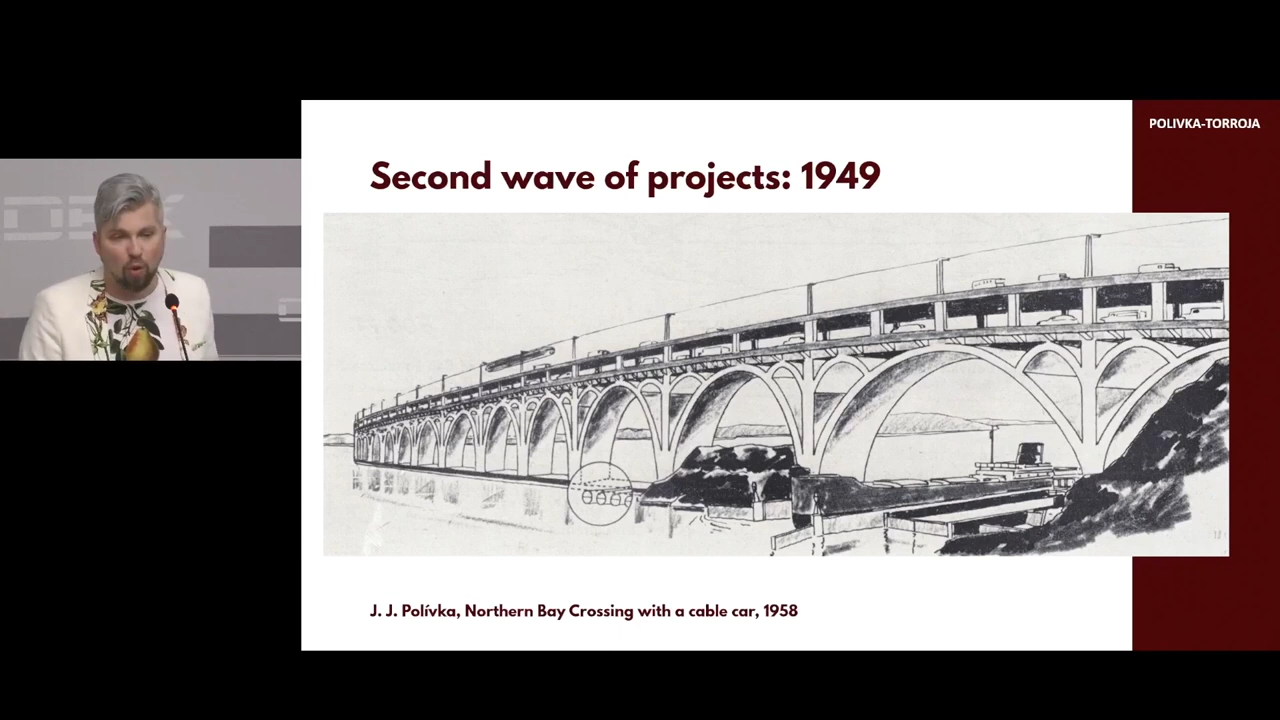 POLIVKA-TORROJA
Second wave of projects: 1949
J. J. Polívka, Northern Bay Crossing with a cable car, 1958